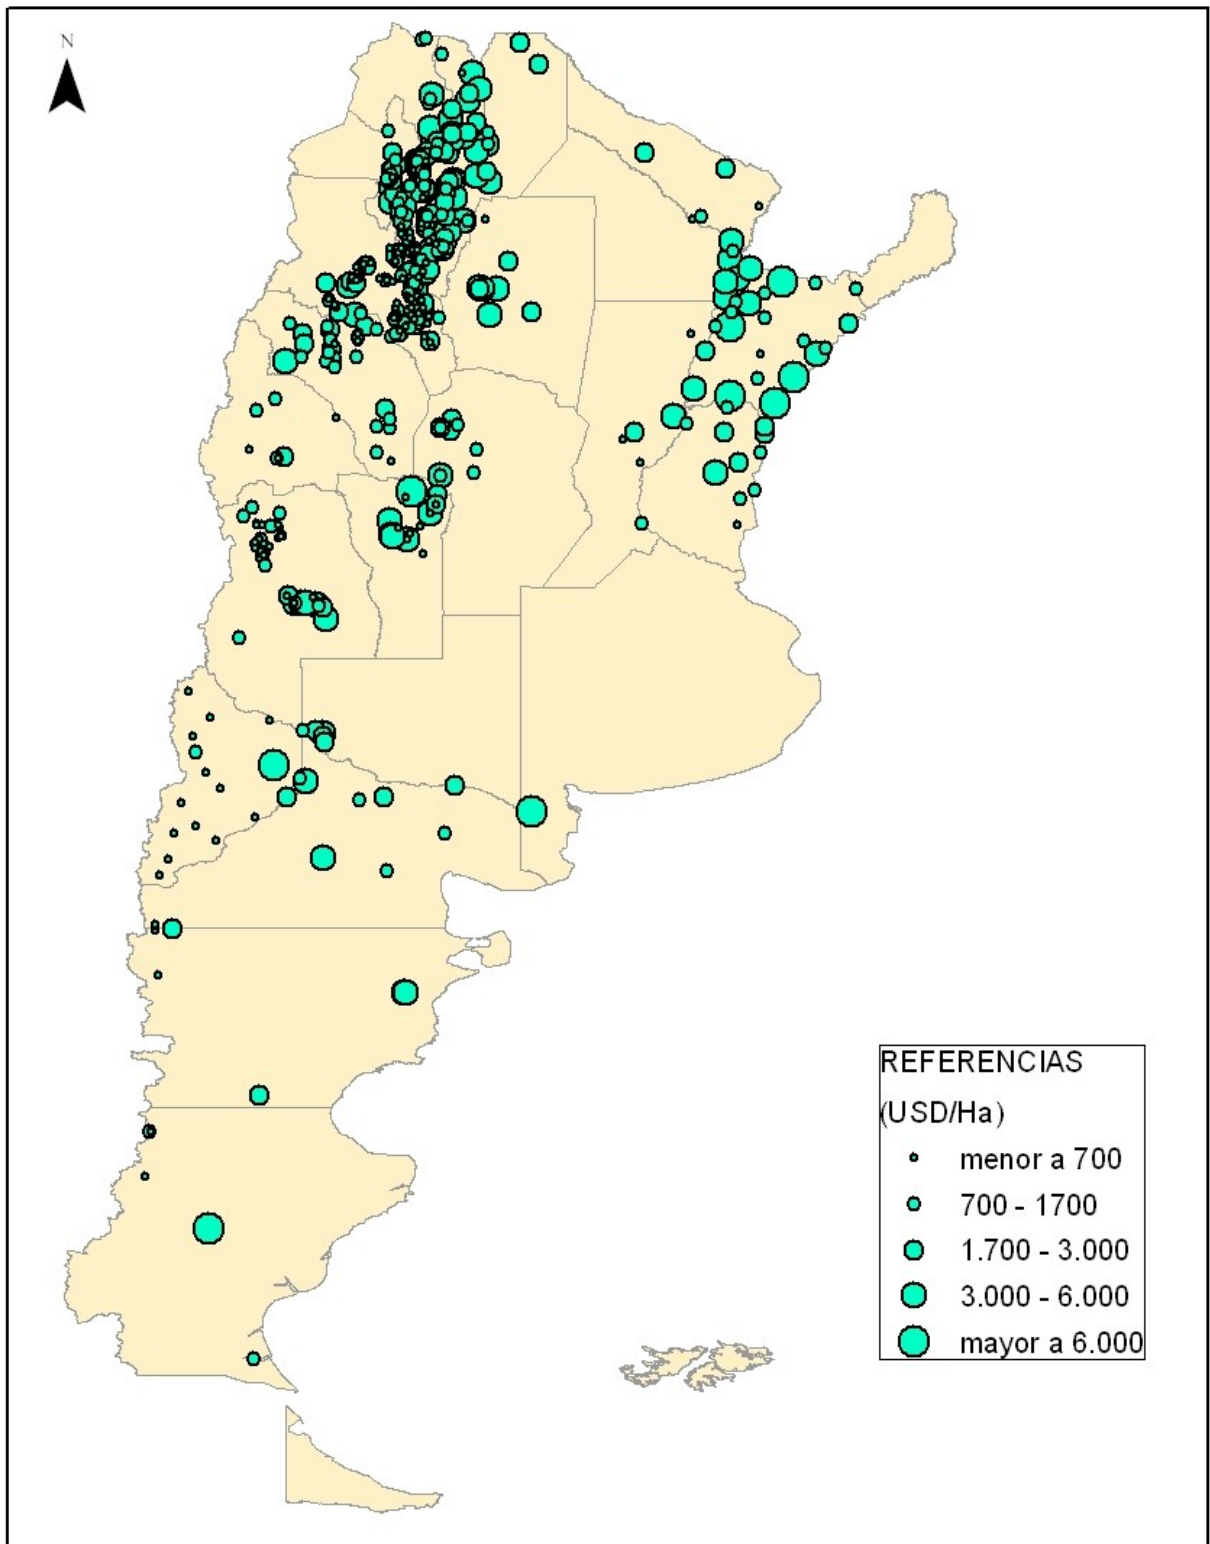 N
REFERENCIAS
(USD/Ha)
menor a 700
700 - 1700
1.700 - 3.000
3.000 - 6.000
mayor a 6.000